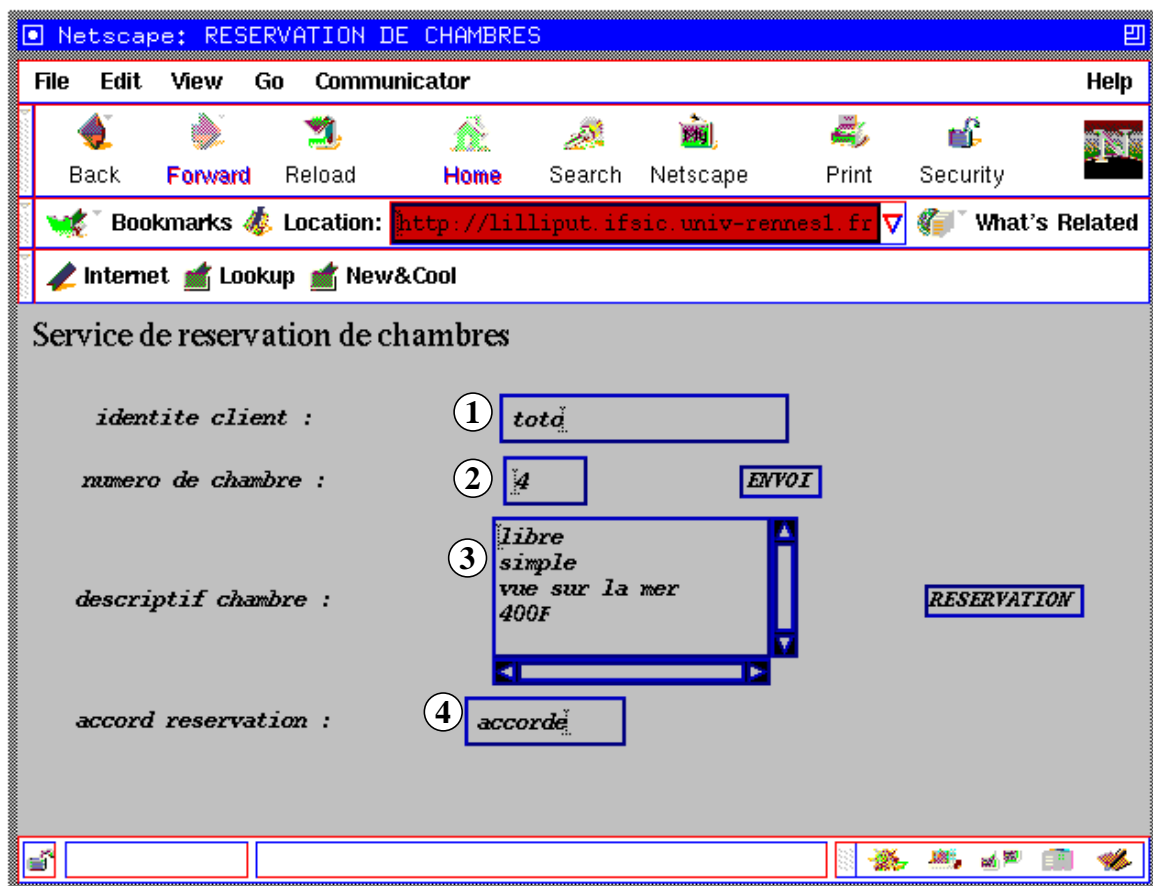 Netscape: RESERVATION DE CHAMBRES
File Edit View Go Communicator Help
Back Forward Reload Home Search Netscape Print Security
Bookmarks Location: http://lilliput.ifsic.univ-rennes1.fr What's Related
Internet Lookup New&Cool
Service de reservation de chambres
identite client : 1 toto
numero de chambre : 2 4 ENVOI
libre
3 simple
vue sur la mer
descriptif chambre : 400F RESERVATION
accord reservation : 4 accorde